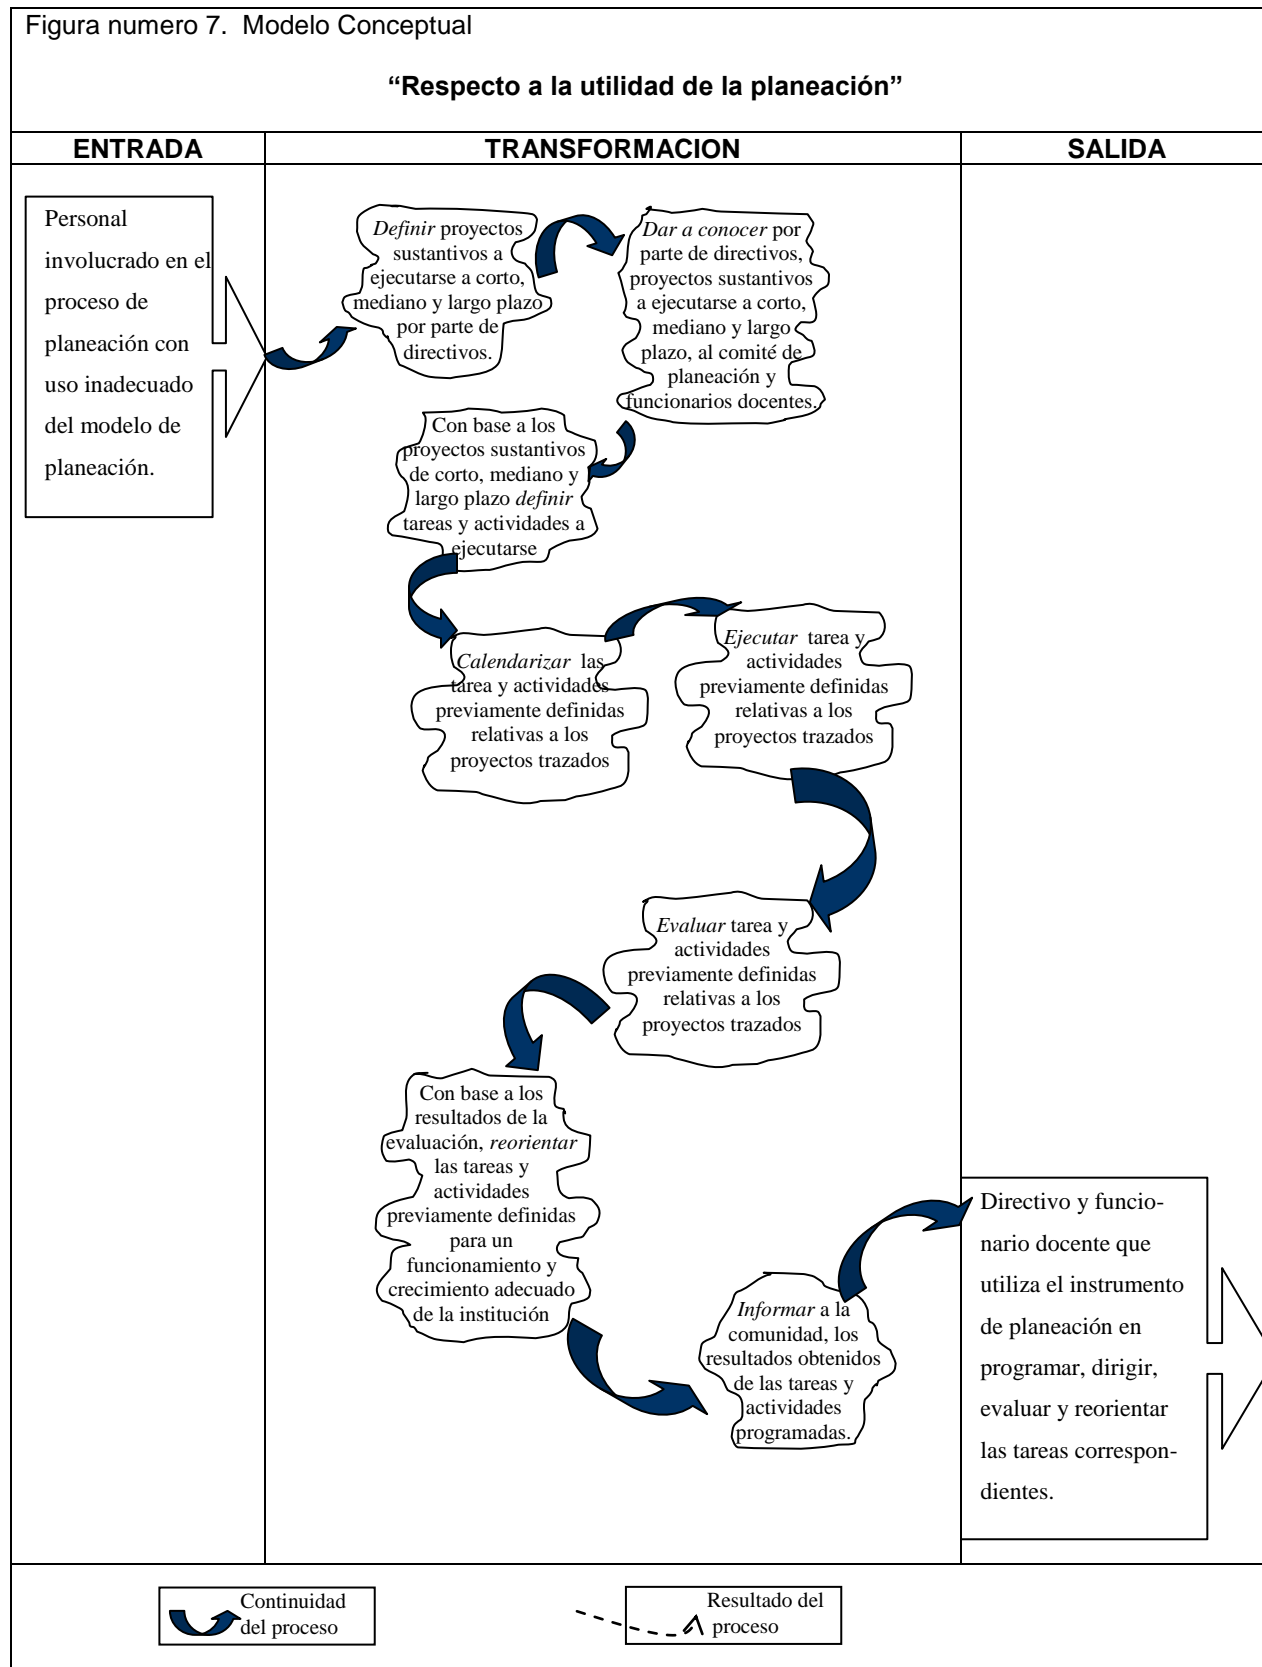 Figura numero 7. Modelo Conceptual
“Respecto a la utilidad de la planeación”
ENTRADA
TRANSFORMACION
SALIDA
Personal
involucrado en el
proceso de
planeación con
uso inadecuado
del modelo de
planeación.
Definir proyectos
sustantivos a
ejecutarse a corto,
mediano y largo plazo
por parte de
directivos.
Dar a conocer por
parte de directivos,
proyectos sustantivos
a ejecutarse a corto,
mediano y largo
plazo, al comité de
planeación y
funcionarios docentes.
Con base a los
proyectos sustantivos
de corto, mediano y
largo plazo definir
tareas y actividades a
ejecutarse
Calendarizar las
tarea y actividades
previamente definidas
relativas a los
proyectos trazados
Ejecutar tarea y
actividades
previamente definidas
relativas a los
proyectos trazados
Evaluar tarea y
actividades
previamente definidas
relativas a los
proyectos trazados
Con base a los
resultados de la
evaluación, reorientar
las tareas y
actividades
previamente definidas
para un
funcionamiento y
crecimiento adecuado
de la institución
Informar a la
comunidad, los
resultados obtenidos
de las tareas y
actividades
programadas.
Directivo y funcio-
nario docente que
utiliza el instrumento
de planeación en
programar, dirigir,
evaluar y reorientar
las tareas correspon-
dientes.
Continuidad
del proceso
Resultado del
proceso